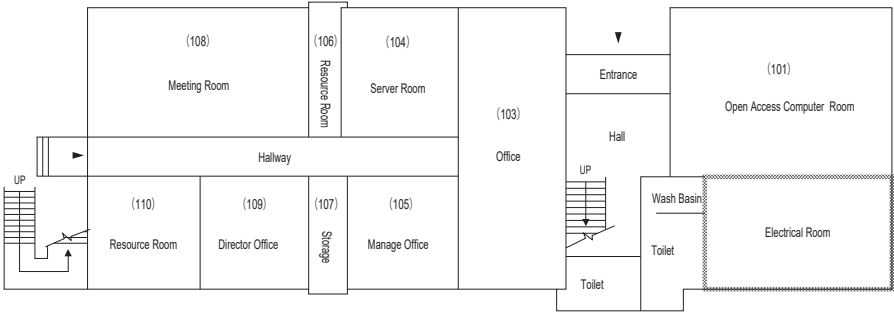 (108)
Meeting Room
(106)
Resource Room
(104)
Server Room
(103)
Office
Entrance
Hall
(101)
Open Access Computer Room
Hallway
UP
(110)
Resource Room
(109)
Director Office
(107)
Storage
(105)
Manage Office
UP
Wash Basin
Toilet
Toilet
Electrical Room